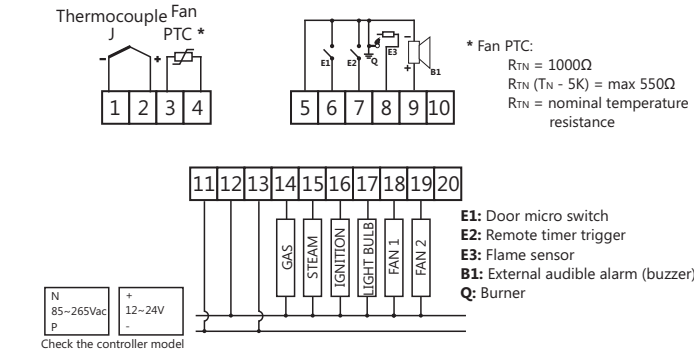 Thermocouple Fan
J PTC *
- + 
1 2 3 4
E1 E2 Q E3 - + B1
5 6 7 8 9 10
* Fan PTC:
RTN = 1000Ω
RTN (TN - 5K) = max 550Ω
RTN = nominal temperature
resistance
11 12 13 14 15 16 17 18 19 20
GAS
STEAM
IGNITION
LIGHT BULB
FAN 1
FAN 2
E1: Door micro switch
E2: Remote timer trigger
E3: Flame sensor
B1: External audible alarm (buzzer)
Q: Burner
N +
85~265Vac 12~24V
P -
Check the controller model